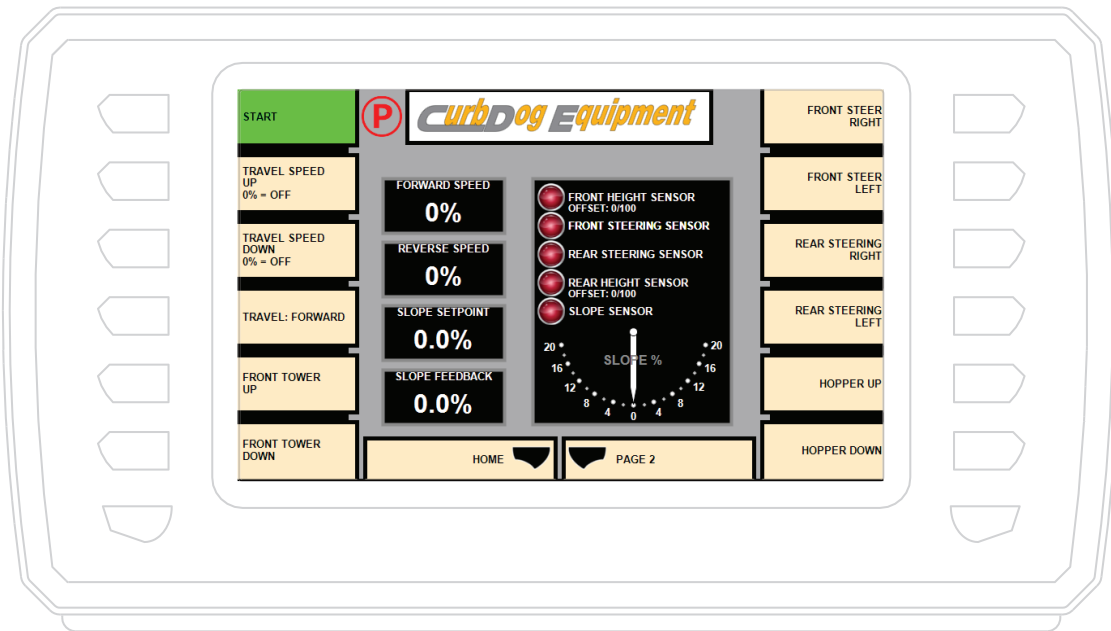 START
P
CurbDog Equipment
FRONT STEER
RIGHT
TRAVEL SPEED
UP
0% = OFF
FRONT STEER
LEFT
TRAVEL SPEED
DOWN
0% = OFF
REAR STEERING
RIGHT
TRAVEL: FORWARD
REAR STEERING
LEFT
FRONT TOWER
UP
HOPPER UP
FRONT TOWER
DOWN
HOPPER DOWN
FORWARD SPEED
0%
REVERSE SPEED
0%
SLOPE SETPOINT
0.0%
SLOPE FEEDBACK
0.0%
FRONT HEIGHT SENSOR
OFFSET: 0/100
FRONT STEERING SENSOR
REAR STEERING SENSOR
REAR HEIGHT SENSOR
OFFSET: 0/100
SLOPE SENSOR
SLOPE %
20 16 12 8 4 0 4 8 12 16 20
HOME
PAGE 2